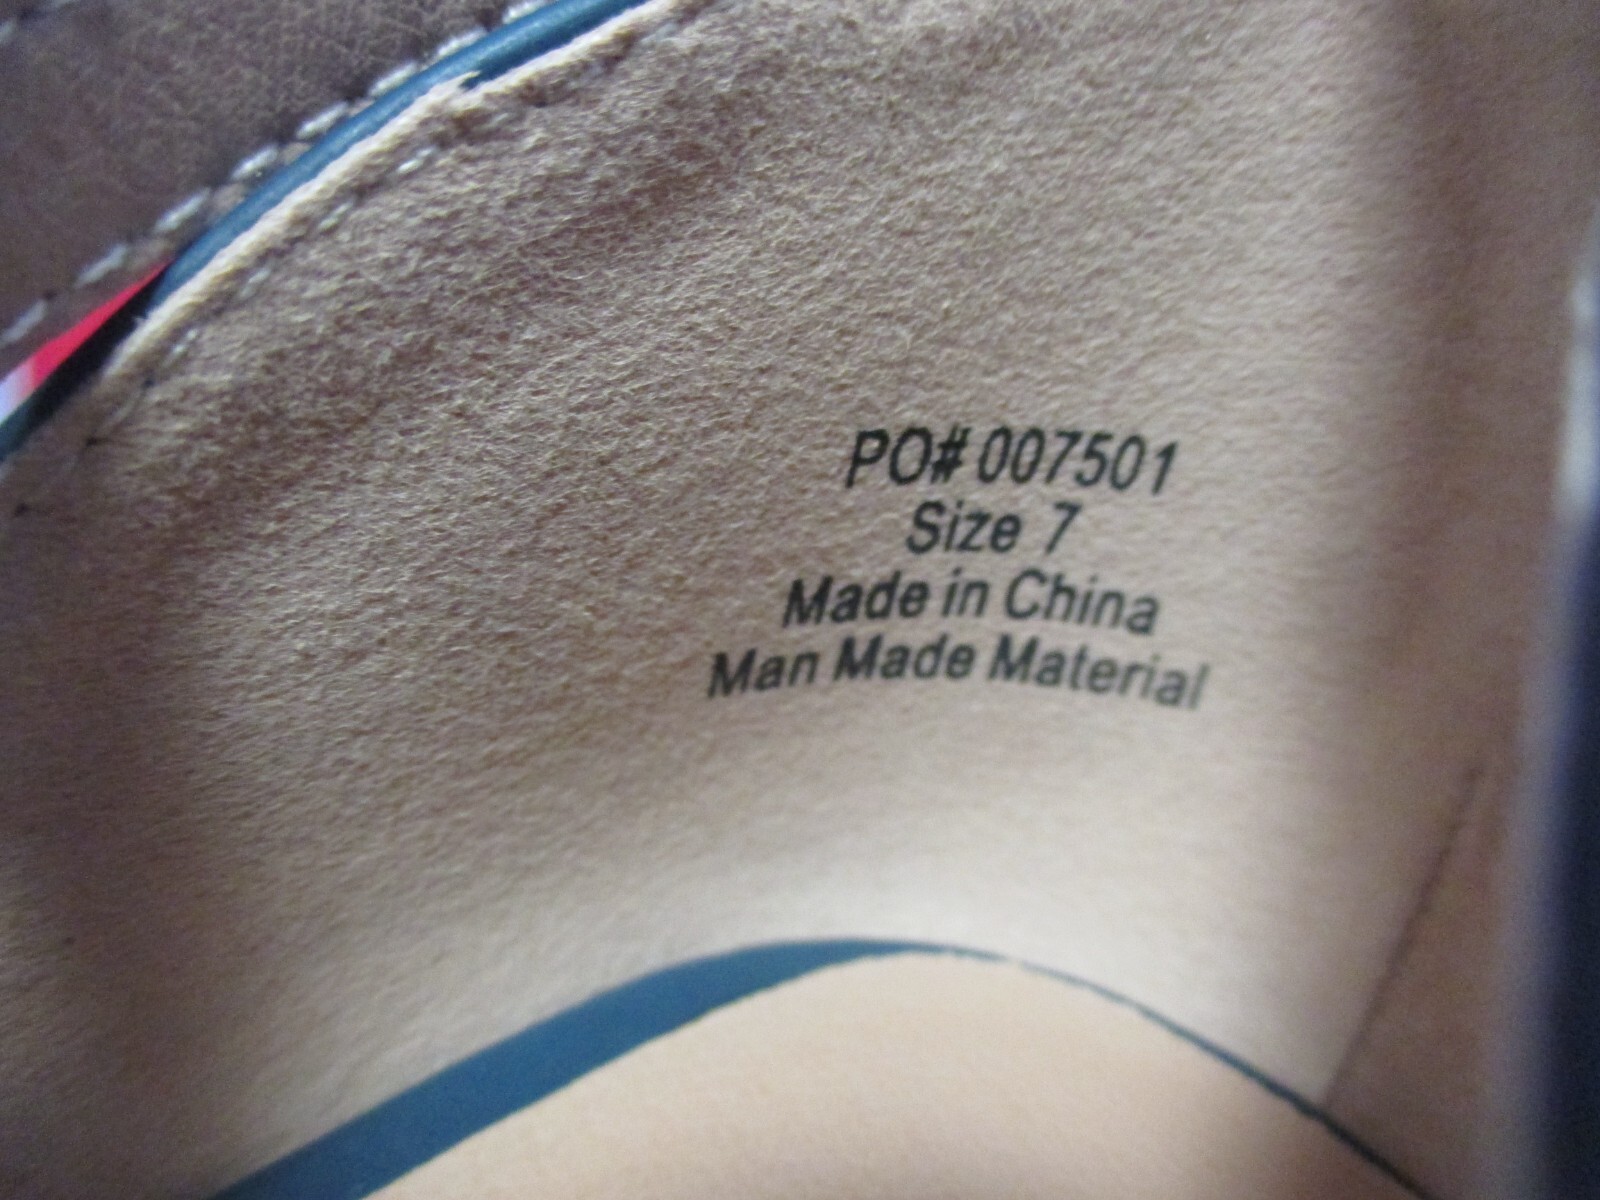 PO# 007501
Size 7
Made in China
Man Made Material